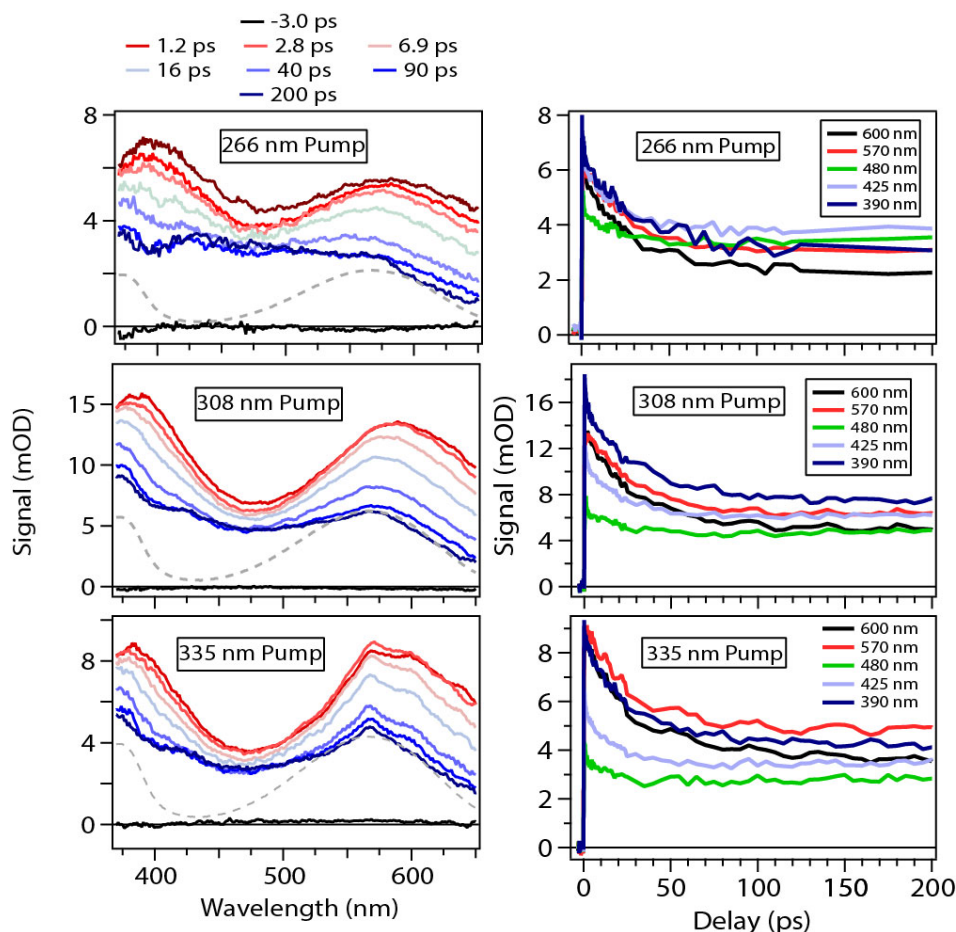 -3.0 ps
1.2 ps 2.8 ps 6.9 ps
16 ps 40 ps 90 ps
200 ps
8
266 nm Pump
4
0
8
266 nm Pump
600 nm
570 nm
480 nm
425 nm
390 nm
6
4
2
0
Signal (mOD)
15
308 nm Pump
10
5
0
Signal (mOD)
16
308 nm Pump
600 nm
570 nm
480 nm
425 nm
390 nm
12
8
4
0
8
335 nm Pump
4
0
400 500 600
Wavelength (nm)
8
335 nm Pump
600 nm
570 nm
480 nm
425 nm
390 nm
6
4
2
0
0 50 100 150 200
Delay (ps)